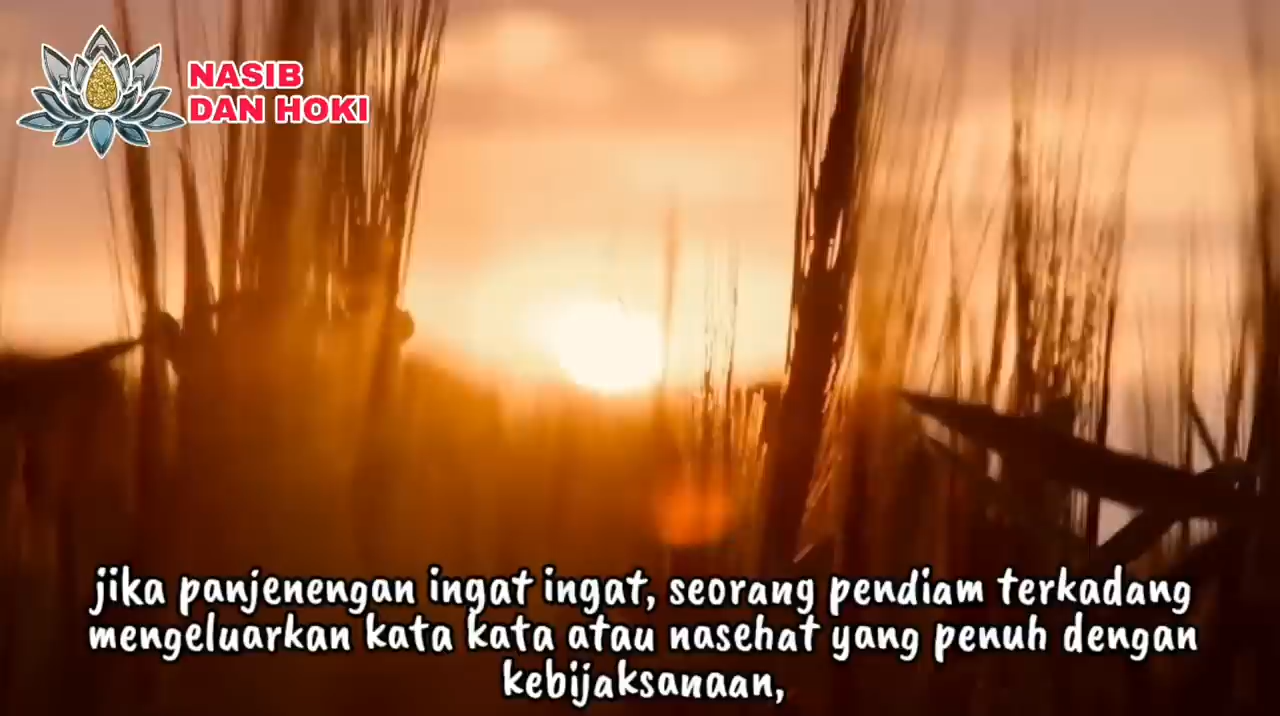 NASIB
DAN HOKI
jika panjenengan ingat ingat, seorang pendiam terkadang
mengeluarkan kata kata atau nasehat yang penuh dengan
kebijaksanaan,